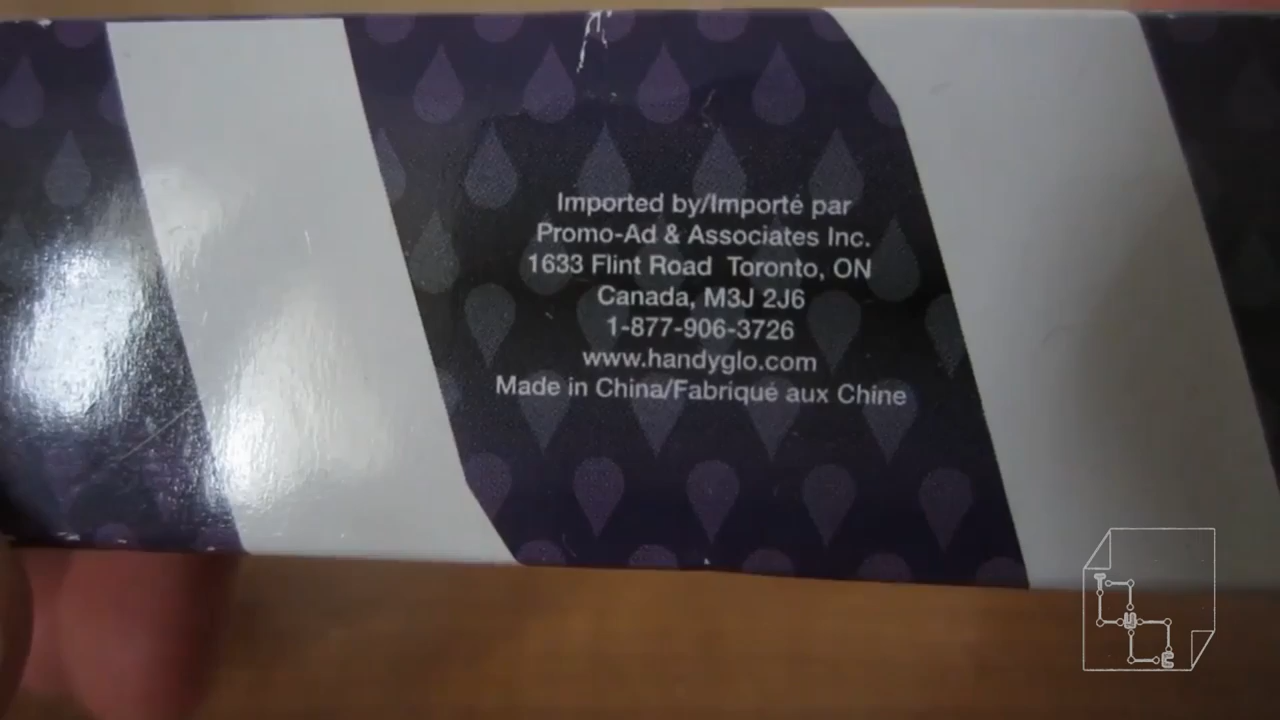 Imported by/Importé par
Promo-Ad & Associates Inc.
1633 Flint Road Toronto, ON
Canada, M3J 2J6
1-877-906-3726
www.handyglo.com
Made in China/Fabriqué aux Chine
T
U
E